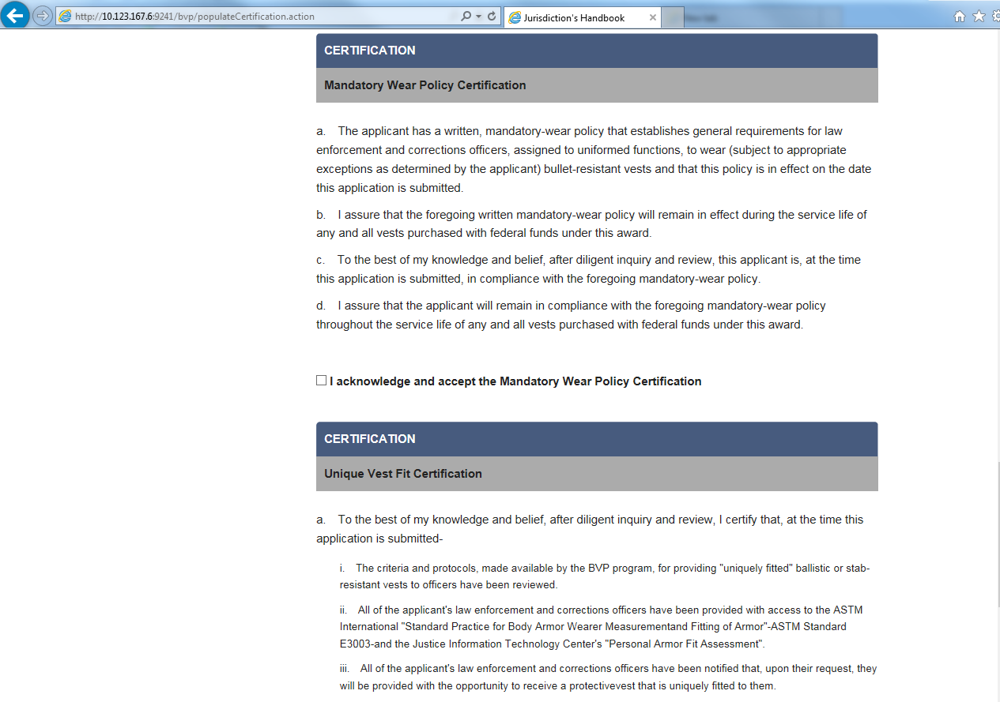 http://10.123.167.6:9241/bvp/populateCertification.action
Jurisdiction's Handbook
CERTIFICATION
Mandatory Wear Policy Certification
a. The applicant has a written, mandatory-wear policy that establishes general requirements for law
enforcement and corrections officers, assigned to uniformed functions, to wear (subject to appropriate
exceptions as determined by the applicant) bullet-resistant vests and that this policy is in effect on the date
this application is submitted.
b. I assure that the foregoing written mandatory-wear policy will remain in effect during the service life of
any and all vests purchased with federal funds under this award.
c. To the best of my knowledge and belief, after diligent inquiry and review, this applicant is, at the time
this application is submitted, in compliance with the foregoing mandatory-wear policy.
d. I assure that the applicant will remain in compliance with the foregoing mandatory-wear policy
throughout the service life of any and all vests purchased with federal funds under this award.
I acknowledge and accept the Mandatory Wear Policy Certification
CERTIFICATION
Unique Vest Fit Certification
a. To the best of my knowledge and belief, after diligent inquiry and review, I certify that, at the time this
application is submitted-
i. The criteria and protocols, made available by the BVP program, for providing "uniquely fitted" ballistic or stab-
resistant vests to officers have been reviewed.
ii. All of the applicant's law enforcement and corrections officers have been provided with access to the ASTM
International "Standard Practice for Body Armor Wearer Measurementand Fitting of Armor"-ASTM Standard
E3003-and the Justice Information Technology Center's "Personal Armor Fit Assessment".
iii. All of the applicant's law enforcement and corrections officers have been notified that, upon their request, they
will be provided with the opportunity to receive a protectivevest that is uniquely fitted to them.